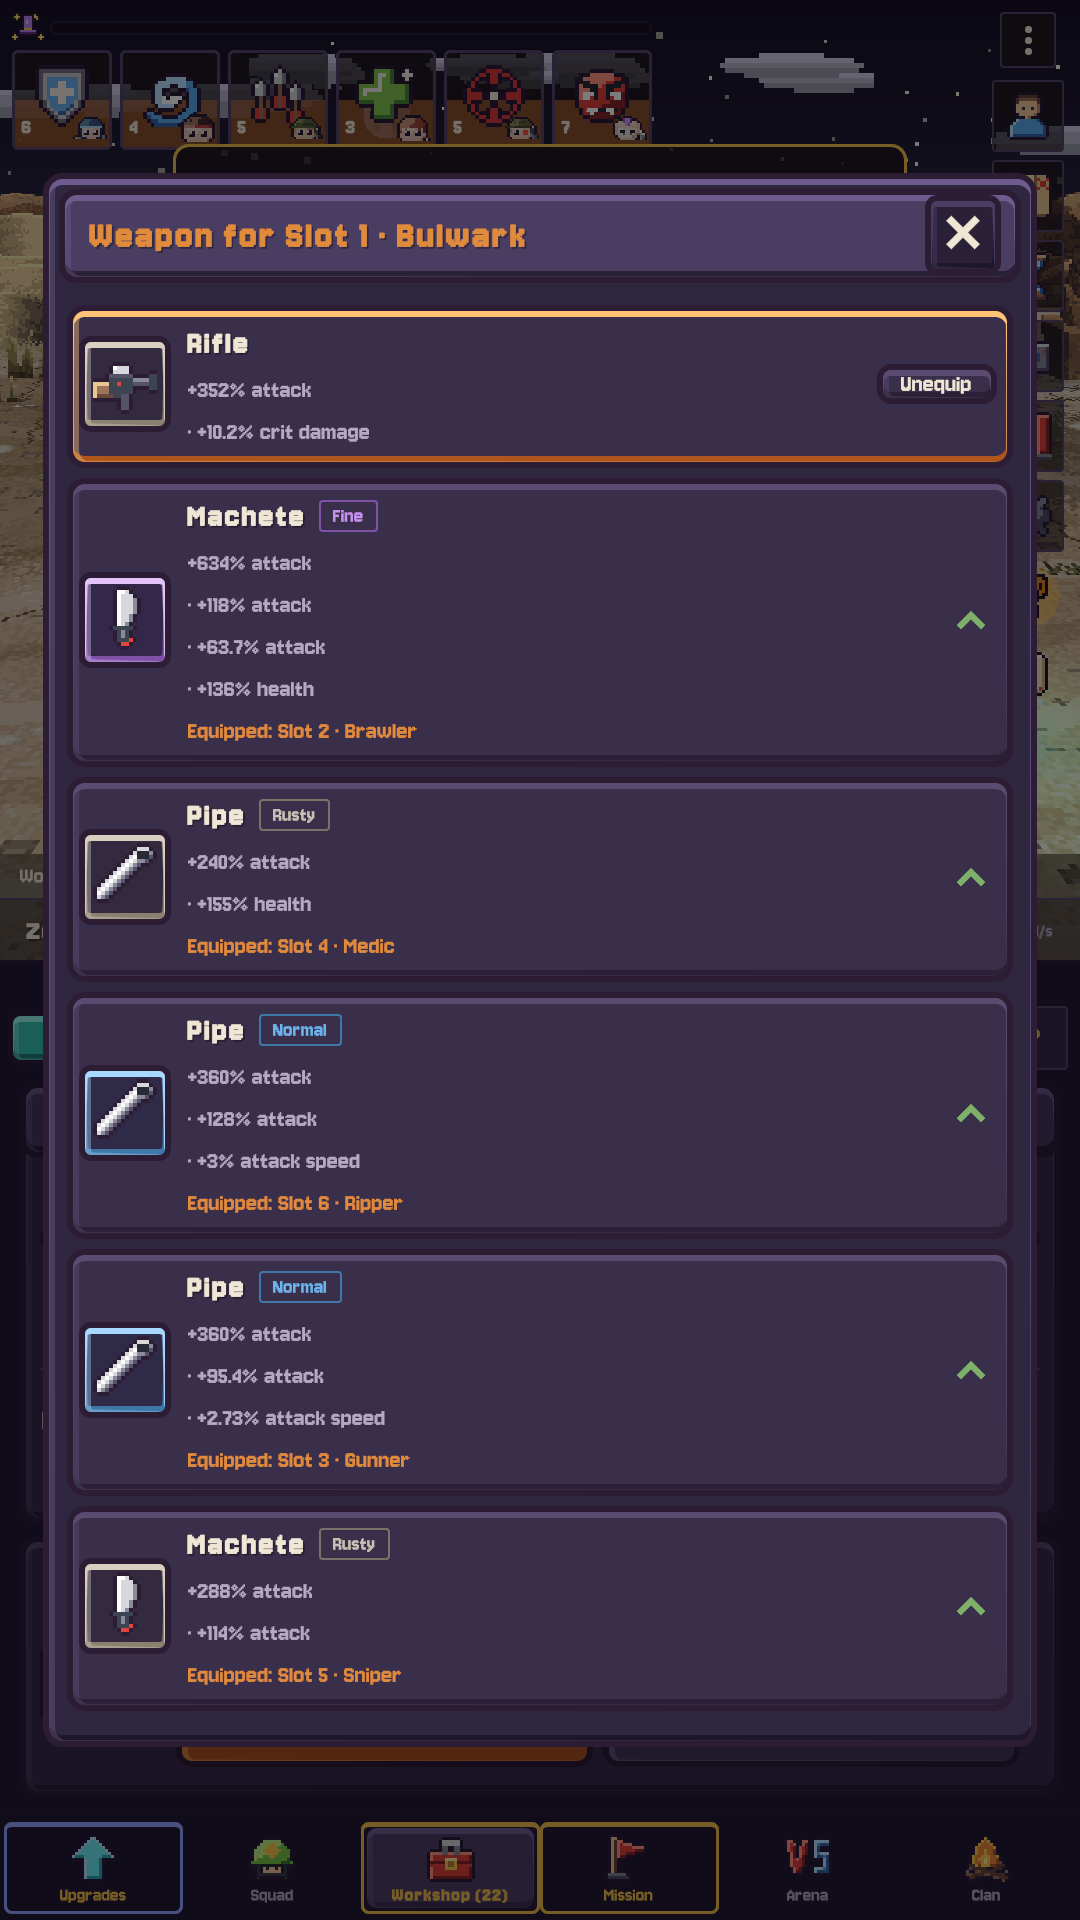 6
4
5
3
5
7
Weapon for Slot 1 · Bulwark
Rifle
+352% attack
· +10.2% crit damage
Unequip
Machete
Fine
+634% attack
· +118% attack
· +63.7% attack
· +136% health
Equipped: Slot 2 · Brawler
Pipe
Rusty
+240% attack
· +155% health
Equipped: Slot 4 · Medic
Pipe
Normal
+360% attack
· +128% attack
· +3% attack speed
Equipped: Slot 6 · Ripper
Pipe
Normal
+360% attack
· +95.4% attack
· +2.73% attack speed
Equipped: Slot 3 · Gunner
Machete
Rusty
+288% attack
· +114% attack
Equipped: Slot 5 · Sniper
Upgrades
Squad
Workshop (22)
Mission
VS
Arena
Clan